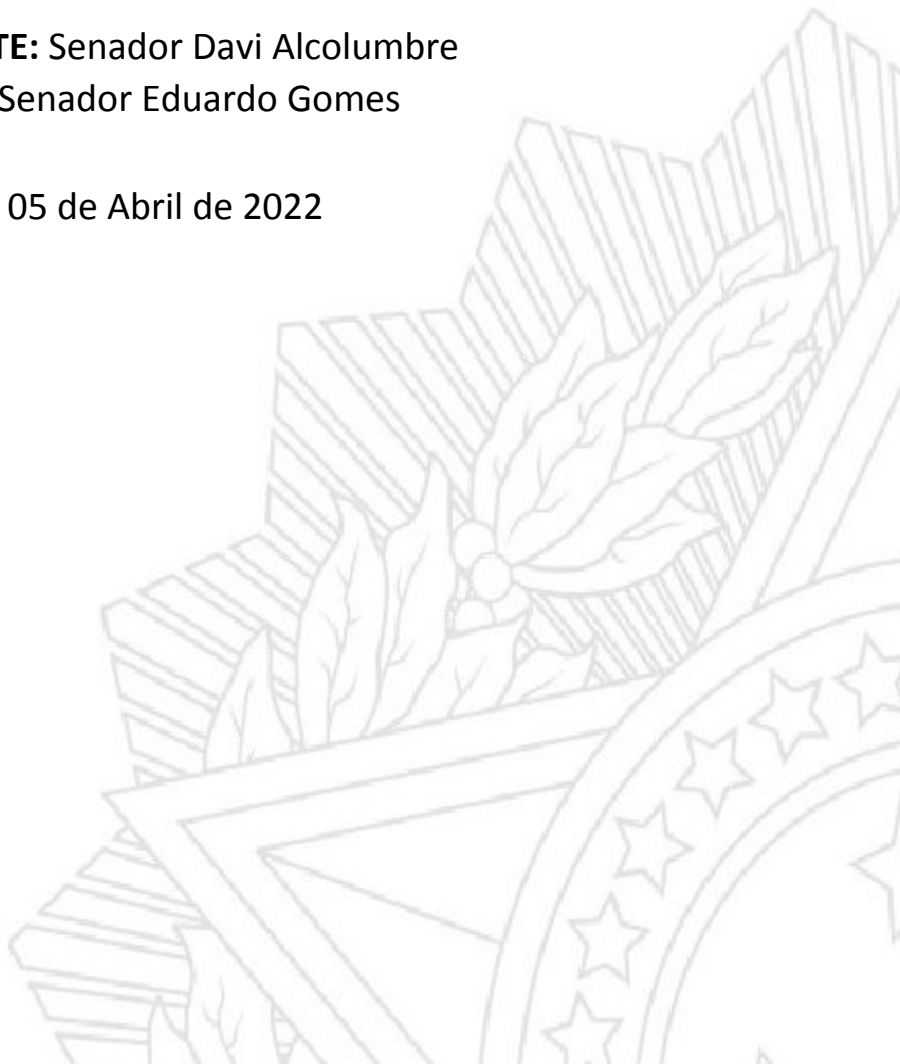 TE: Senador Davi Alcolumbre
Senador Eduardo Gomes
05 de Abril de 2022